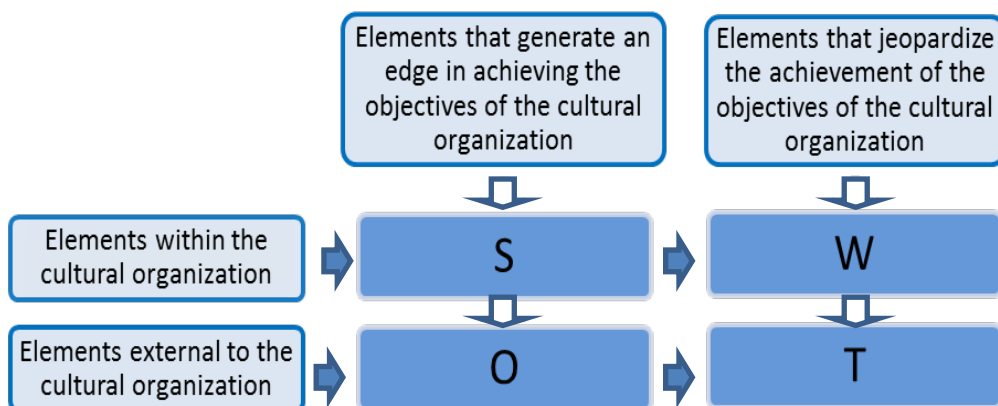 Elements that generate an
edge in achieving the
objectives of the cultural
organization
Elements that jeopardize
the achievement of the
objectives of the cultural
organization
Elements within the
cultural organization
S
W
Elements external to the
cultural organization
O
T